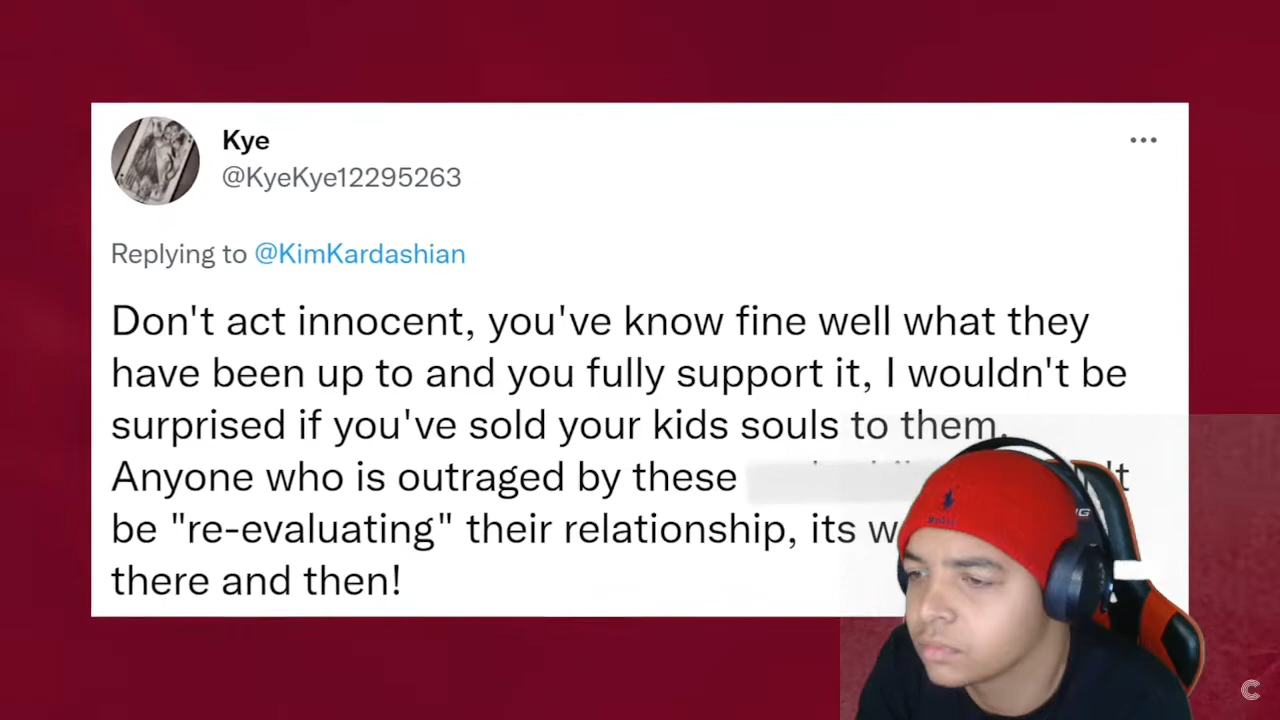 Kye
@KyeKye12295263
Replying to @KimKardashian
Don't act innocent, you've know fine well what they
have been up to and you fully support it, I wouldn't be
surprised if you've sold your kids souls to them.
Anyone who is outraged by these
be "re-evaluating" their relationship, its
there and then!